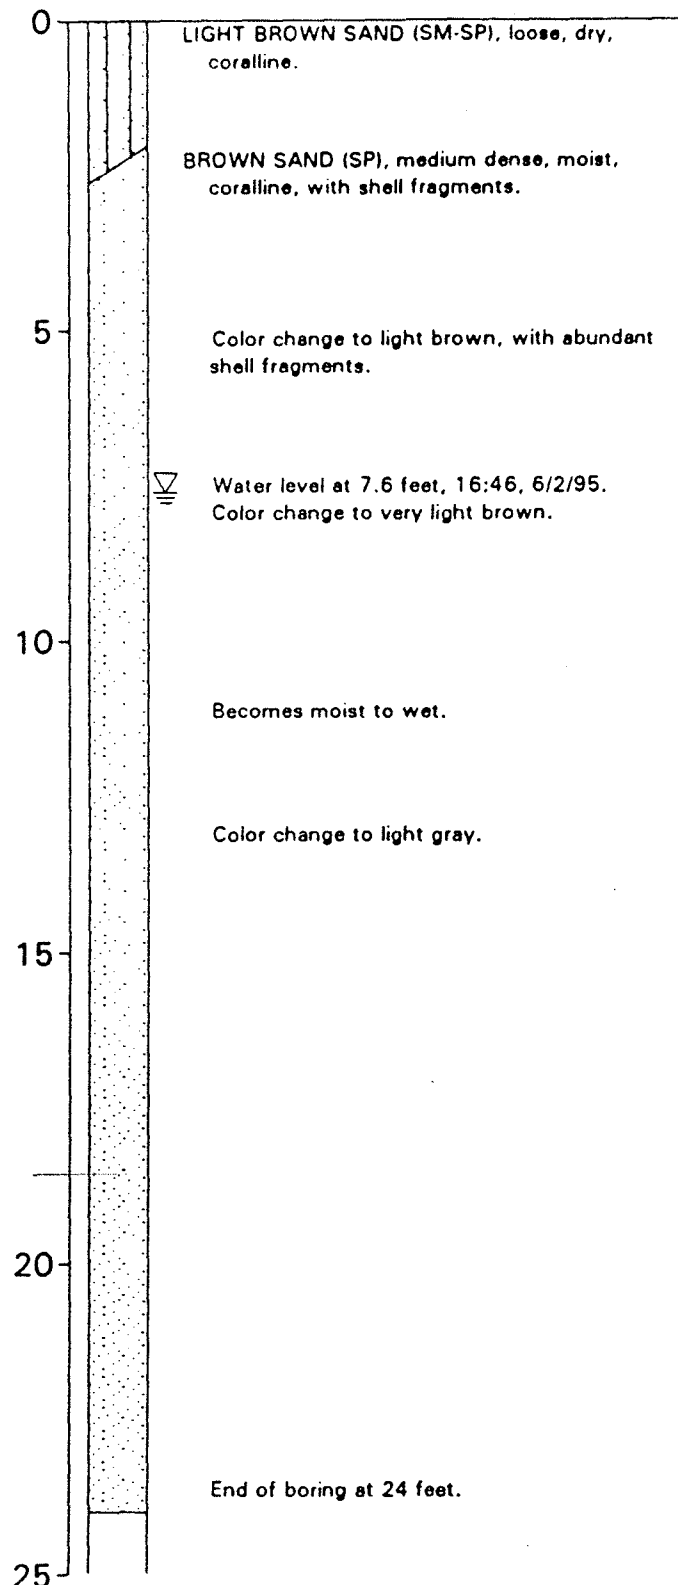 0
LIGHT BROWN SAND (SM-SP), loose, dry,
coralline.
BROWN SAND (SP), medium dense, moist,
coralline, with shell fragments.
5
Color change to light brown, with abundant
shell fragments.
Water level at 7.6 feet, 16:46, 6/2/95.
Color change to very light brown.
10
Becomes moist to wet.
Color change to light gray.
15
20
End of boring at 24 feet.
25